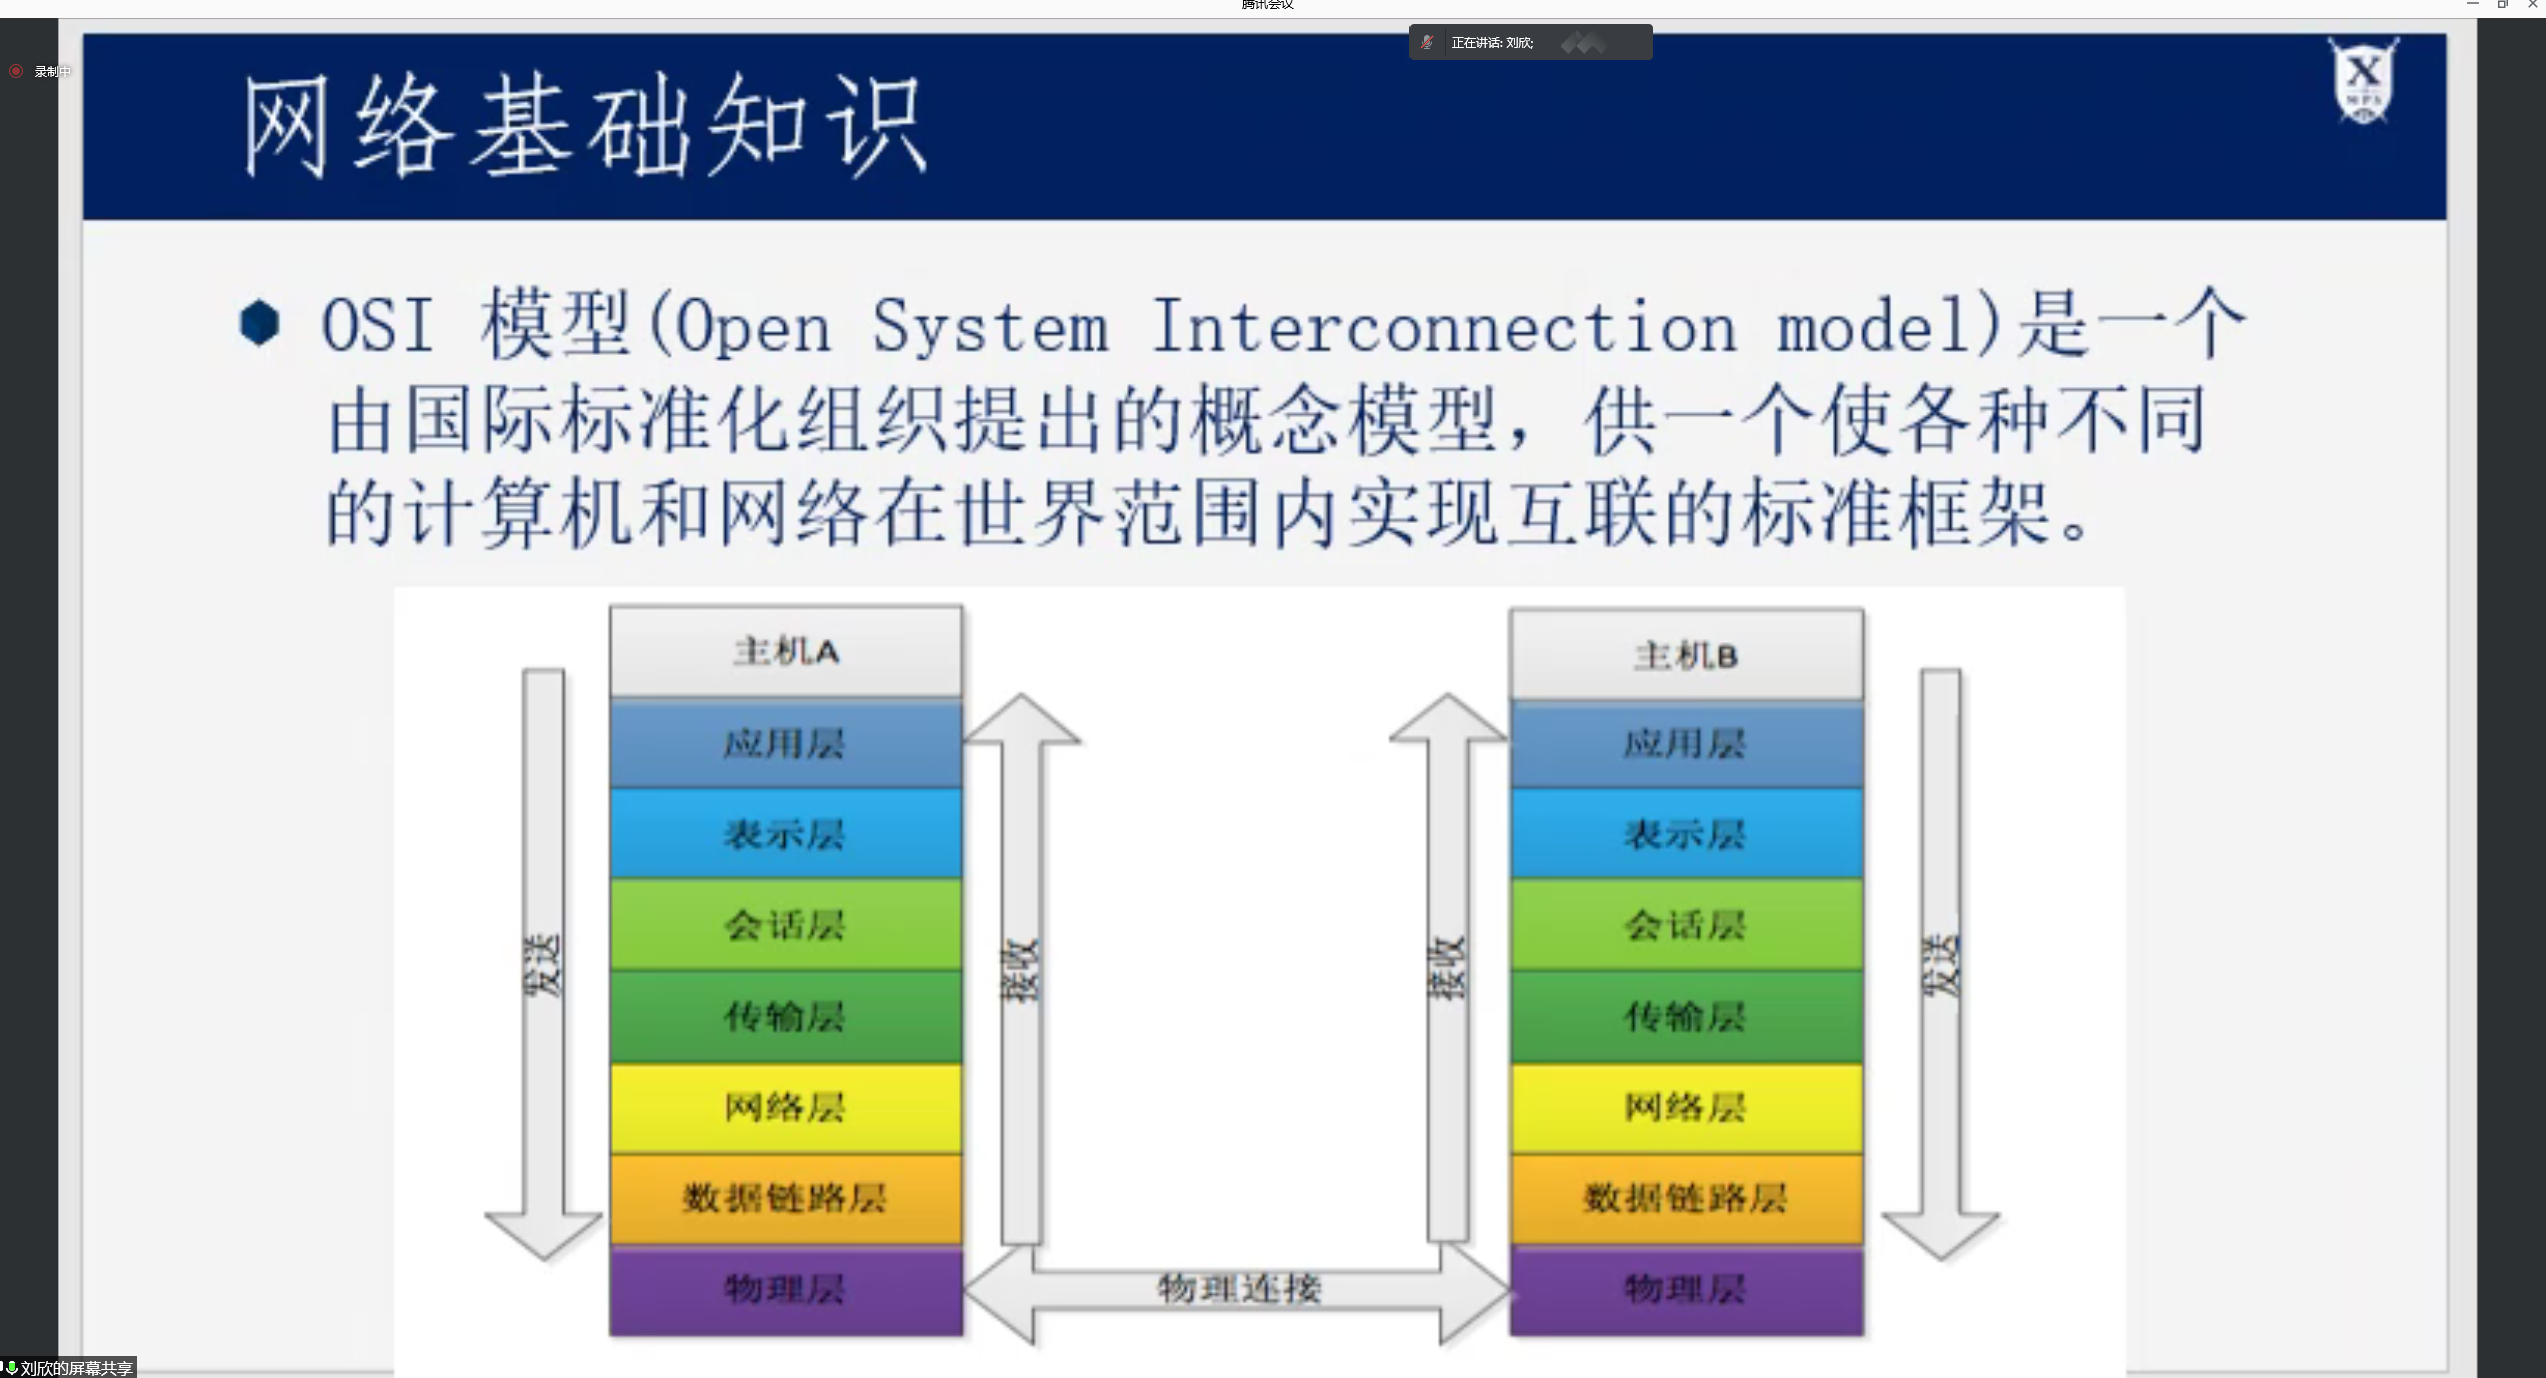 腾讯会议
正在讲话: 刘欣;
录制中
网络基础知识
X
OSI 模型(Open System Interconnection model)是一个
由国际标准化组织提出的概念模型，供一个使各种不同
的计算机和网络在世界范围内实现互联的标准框架。
主机A
应用层
表示层
会话层
传输层
网络层
数据链路层
物理层
发送
接收
物理连接
主机B
应用层
表示层
会话层
传输层
网络层
数据链路层
物理层
接收
发送
刘欣的屏幕共享